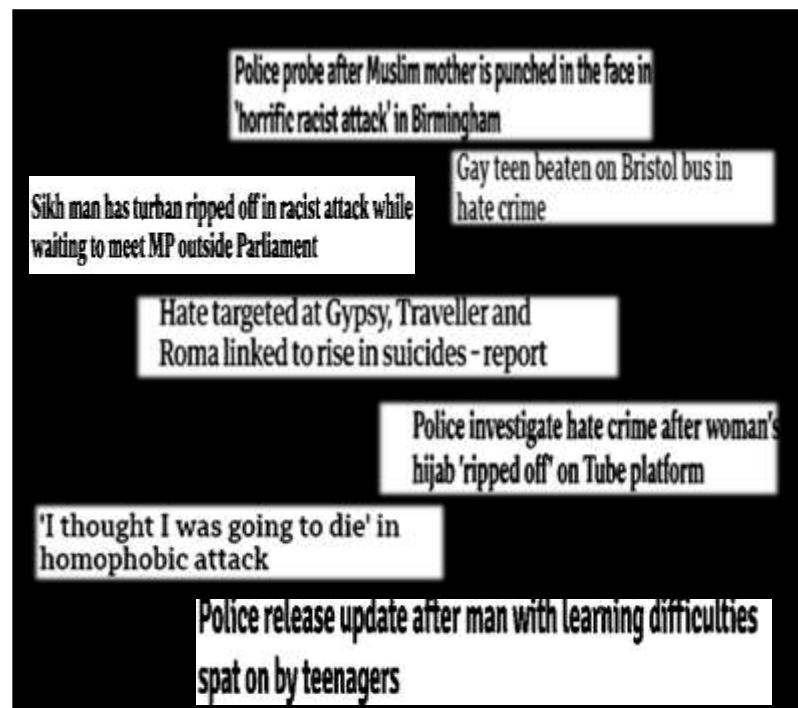 Police probe after Muslim mother is punched in the face in
'horrific racist attack' in Birmingham
Gay teen beaten on Bristol bus in
hate crime
Sikh man has turban ripped off in racist attack while
waiting to meet MP outside Parliament
Hate targeted at Gypsy, Traveller and
Roma linked to rise in suicides - report
Police investigate hate crime after woman's
hijab 'ripped off' on Tube platform
'I thought I was going to die' in
homophobic attack
Police release update after man with learning difficulties
spat on by teenagers